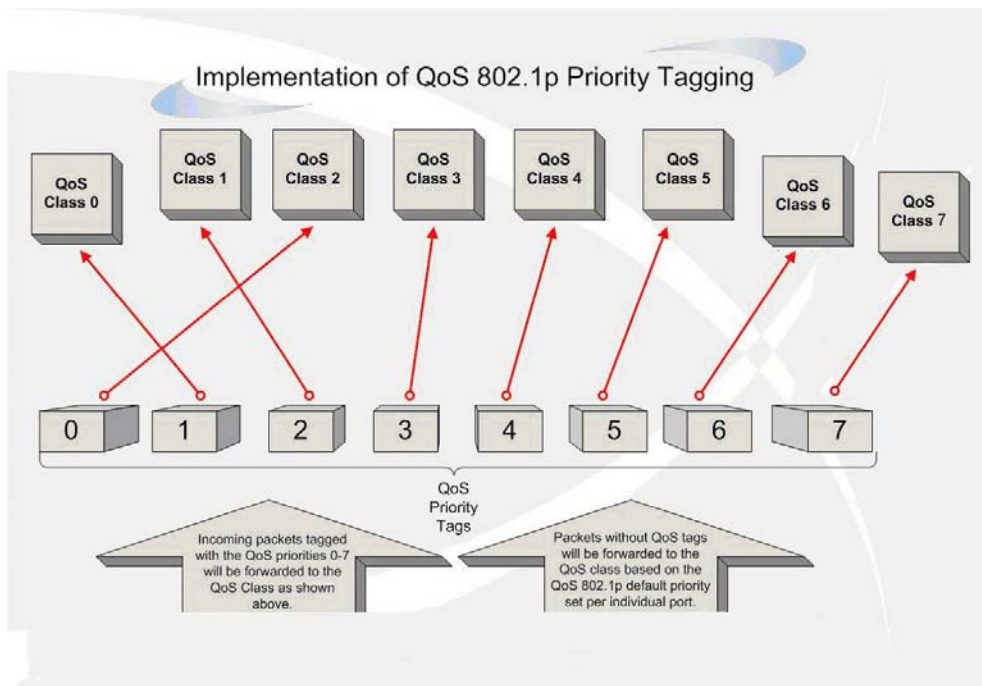 Implementation of QoS 802.1p Priority Tagging
QoS
Class 0
QoS
Class 1
QoS
Class 2
QoS
Class 3
QoS
Class 4
QoS
Class 5
QoS
Class 6
QoS
Class 7
0
1
2
3
4
5
6
7
QoS
Priority
Tags
Incoming packets tagged
with the QoS priorities 0-7
will be forwarded to the
QoS Class as shown
above.
Packets without QoS tags
will be forwarded to the
QoS class based on the
QoS 802.1p default priority
set per individual port.